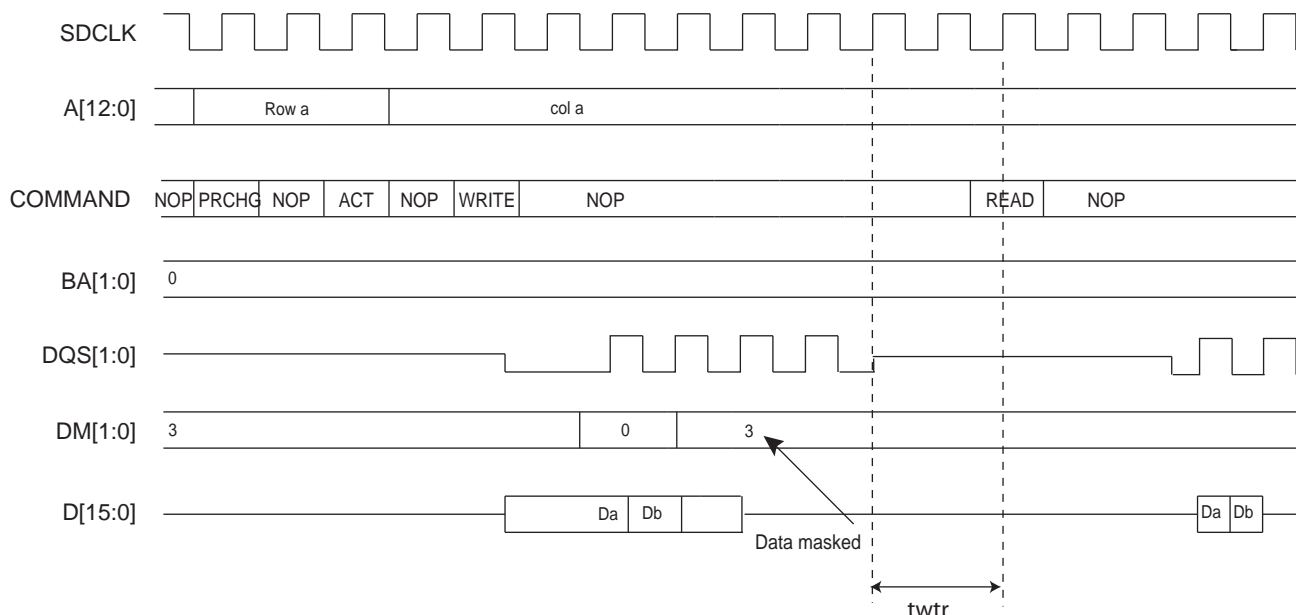 SDCLK
A[12:0] Row a col a
COMMAND NOP PRCHG NOP ACT NOP WRITE NOP READ NOP
BA[1:0] 0
DQS[1:0]
DM[1:0] 3 0 3
D[15:0] Da Db Da Db
Data masked
twtr